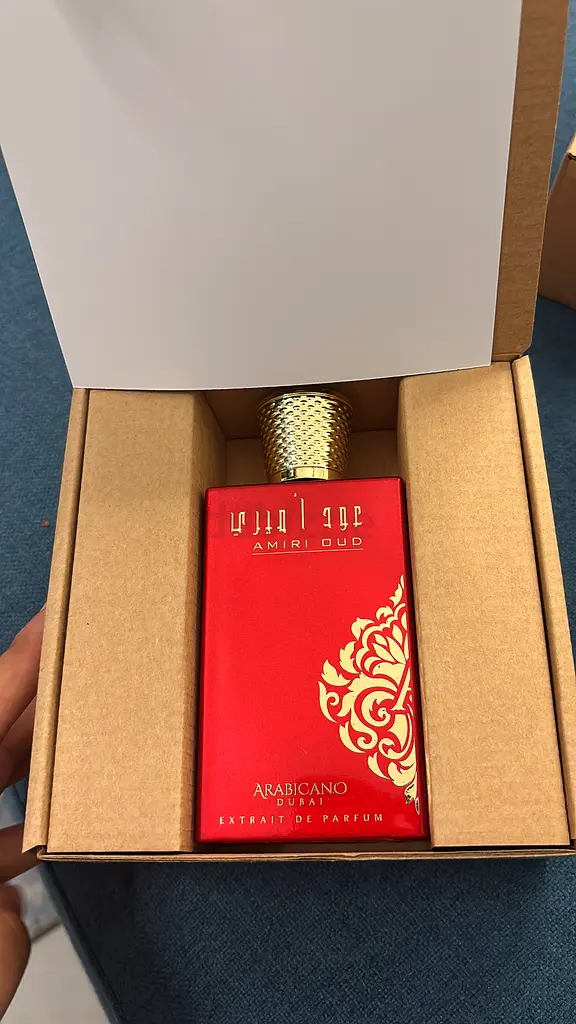 عود أميري
AMIRI OUD
ARABICANO
DUBAI
EXTRAIT DE PARFUM